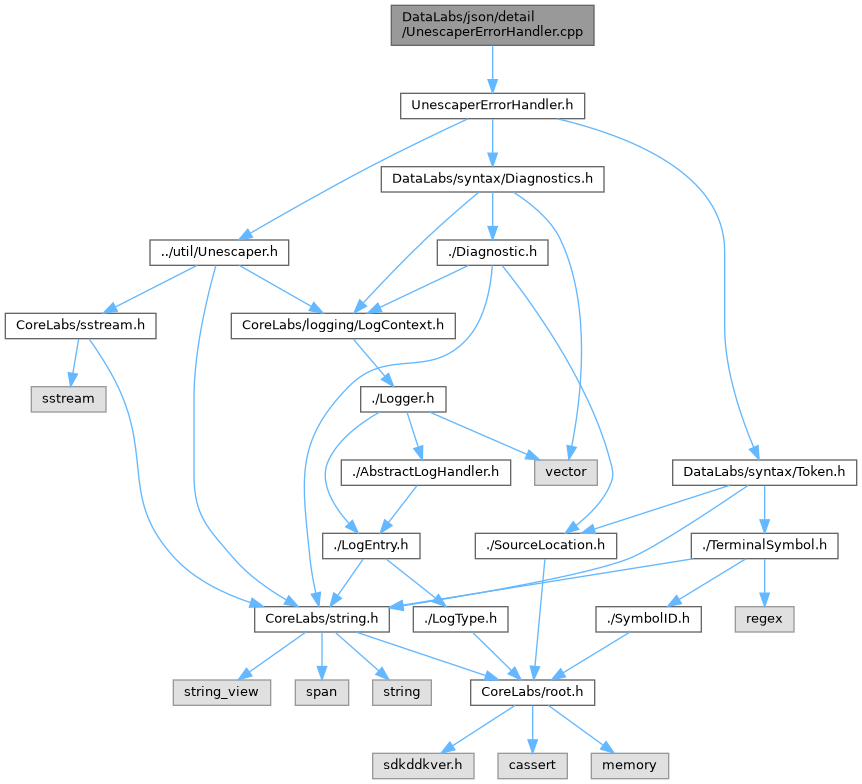 DataLabs/json/detail
/UnescaperErrorHandler.cpp
UnescaperErrorHandler.h
DataLabs/syntax/Diagnostics.h
../util/Unescaper.h
./Diagnostic.h
CoreLabs/sstream.h
CoreLabs/logging/LogContext.h
sstream
./Logger.h
./AbstractLogHandler.h
vector
DataLabs/syntax/Token.h
./LogEntry.h
./SourceLocation.h
./TerminalSymbol.h
CoreLabs/string.h
./LogType.h
./SymbolID.h
regex
string_view
span
string
CoreLabs/root.h
sdkddkver.h
cassert
memory